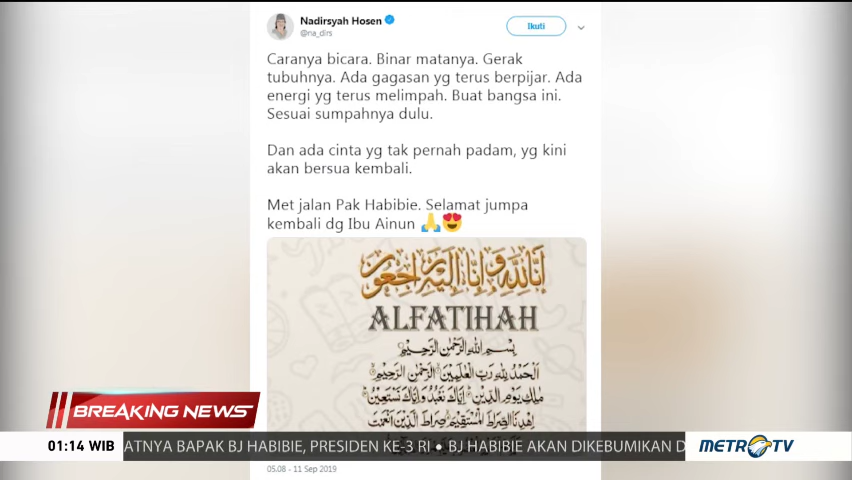 Nadirsyah Hosen
@na_dirs
Ikuti
Caranya bicara. Binar matanya. Gerak
tubuhnya. Ada gagasan yg terus berpijar. Ada
energi yg terus melimpah. Buat bangsa ini.
Sesuai sumpahnya dulu.
Dan ada cinta yg tak pernah padam, yg kini
akan bersua kembali.
Met jalan Pak Habibie. Selamat jumpa
kembali dg Ibu Ainun 🙏😍
إنا لله وإنا إليه راجعون
ALFATIHAH
بسم الله الرحمن الرحيم
الحمد لله رب العلمين الرحمن الرحيم
ملك يوم الدين إياك نعبد وإياك نستعين
اهدنا الصراط المستقيم صراط الذين انعمت
BREAKING NEWS
01:14 WIB
ATNYA BAPAK BJ HABIBIE, PRESIDEN KE-3 RI • BJ HABIBIE AKAN DIKEBUMIKAN D
METRO TV
05.08 - 11 Sep 2019